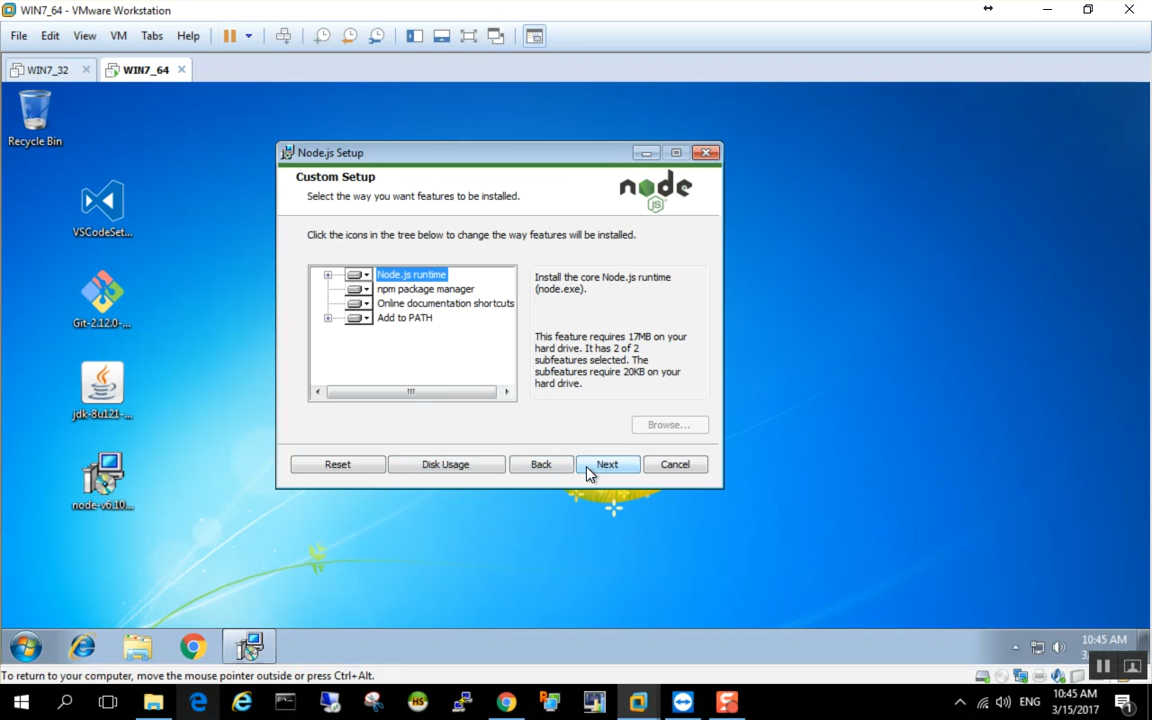 WIN7_64 - VMware Workstation
File Edit View VM Tabs Help
WIN7_32 WIN7_64
Recycle Bin
VSCodeSet...
Git-2.12.0-...
jdk-8u121-...
node-v6.10...
Node.js Setup
Custom Setup
Select the way you want features to be installed.
node
JS
Click the icons in the tree below to change the way features will be installed.
Node.js runtime
npm package manager
Online documentation shortcuts
Add to PATH
Install the core Node.js runtime
(node.exe).
This feature requires 17MB on your
hard drive. It has 2 of 2
subfeatures selected. The
subfeatures require 20KB on your
hard drive.
Browse...
Reset Disk Usage Back Next Cancel
10:45 AM
To return to your computer, move the mouse pointer outside or press Ctrl+Alt.
ENG
10:45 AM
3/15/2017